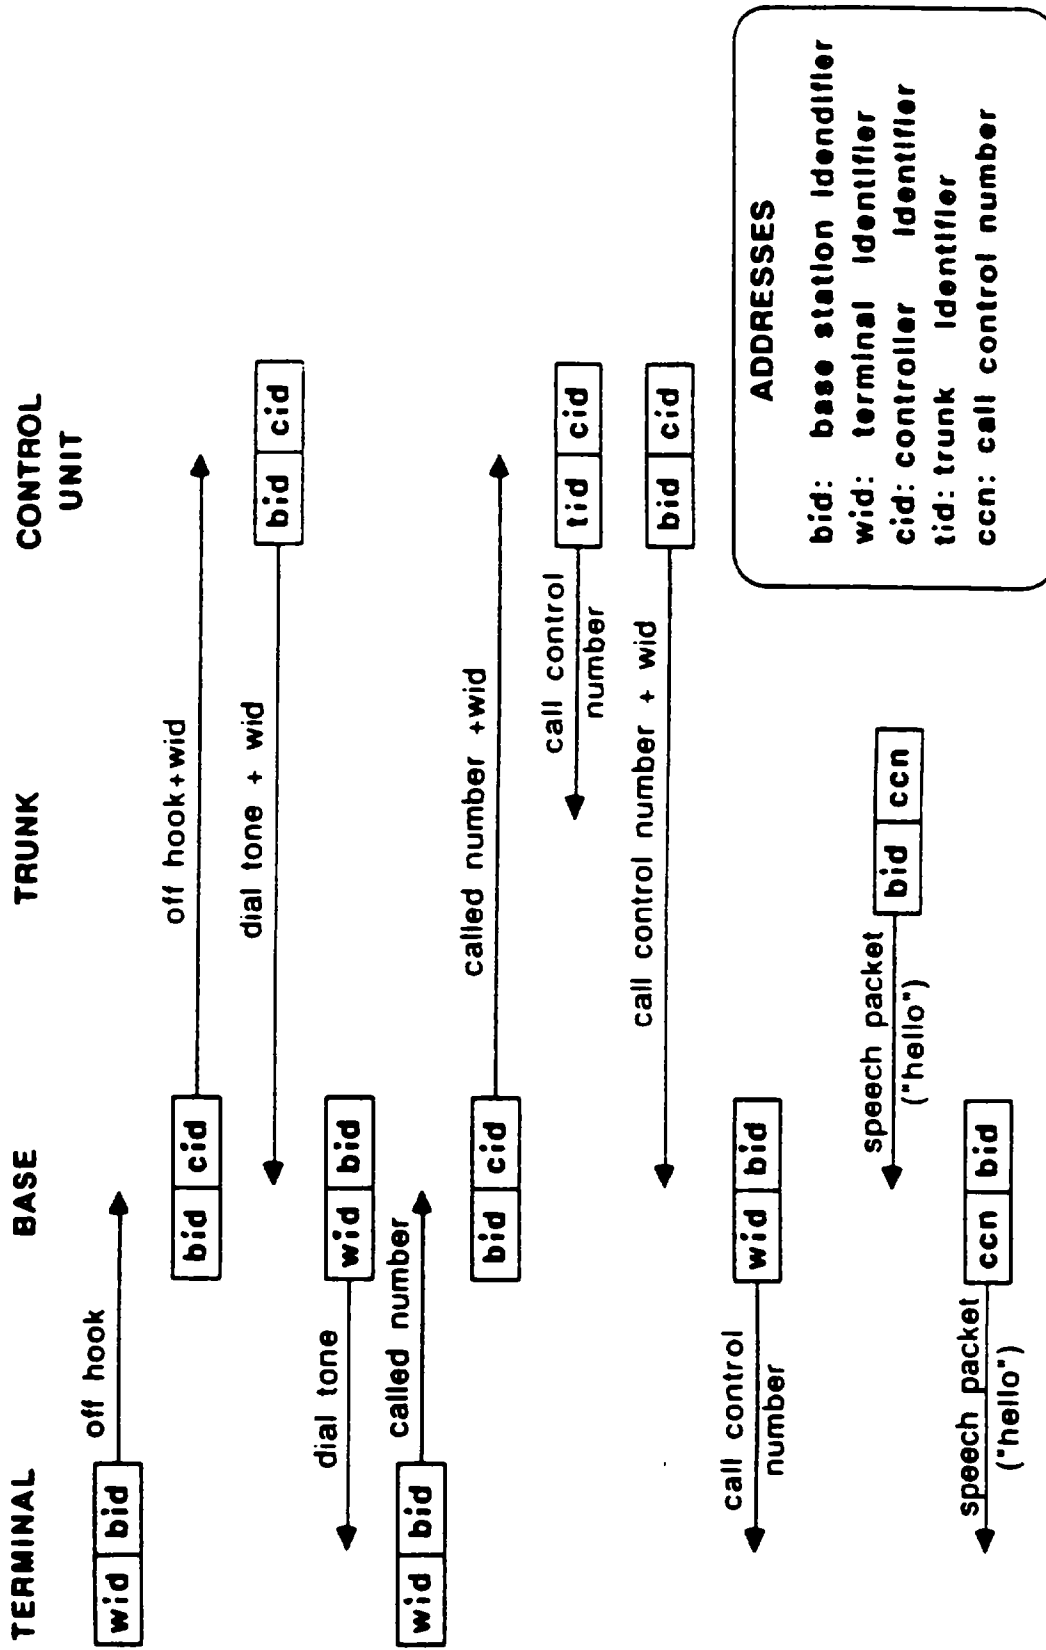 TERMINAL
BASE
TRUNK
CONTROL
UNIT
wid bid
off hook
bid cid
off hook+wid
dial tone + wid
bid cid
dial tone
wid bid
wid bid
called number
bid cid
called number +wid
call control
number
tid cid
call control number + wid
bid cid
call control
number
wid bid
speech packet
("hello")
bid ccn
speech packet
("hello")
ccn bid
ADDRESSES
bid: base station idendifier
wid: terminal identifier
cid: controller identifier
tid: trunk identifier
ccn: call control number